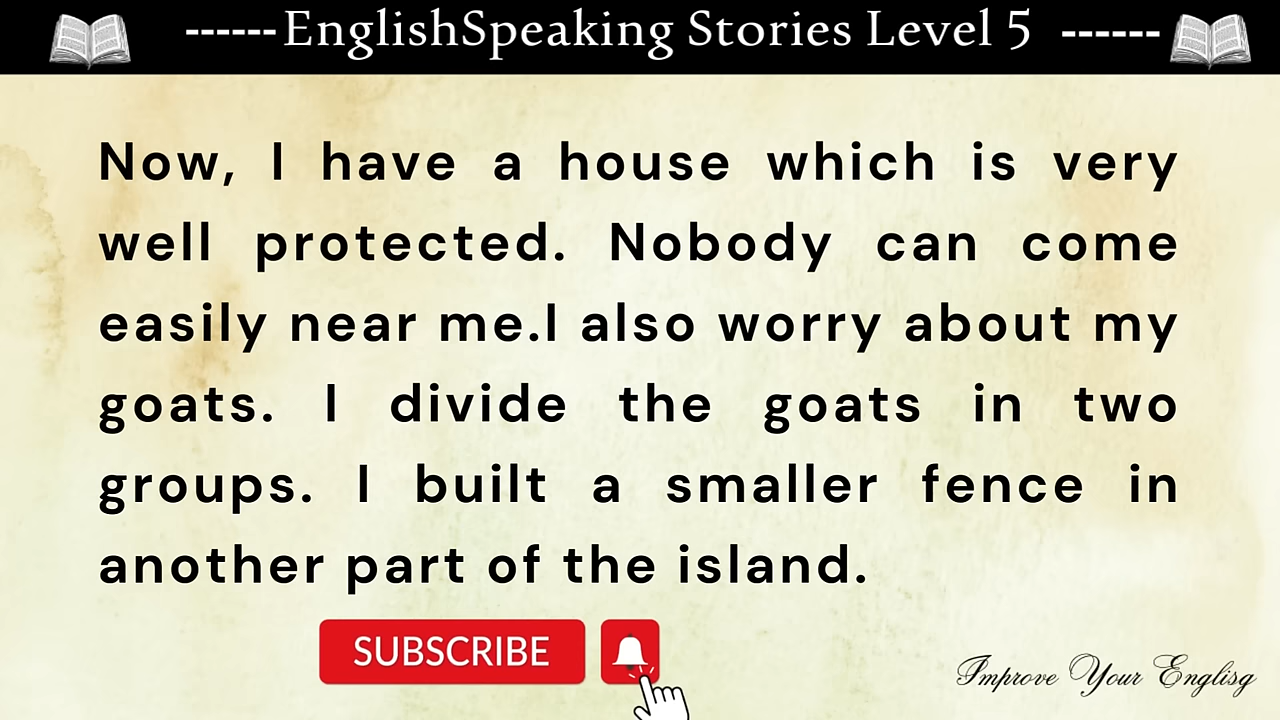 ------EnglishSpeaking Stories Level 5 ------
Now, I have a house which is very
well protected. Nobody can come
easily near me.I also worry about my
goats. I divide the goats in two
groups. I built a smaller fence in
another part of the island.
SUBSCRIBE
Improve Your Englisg